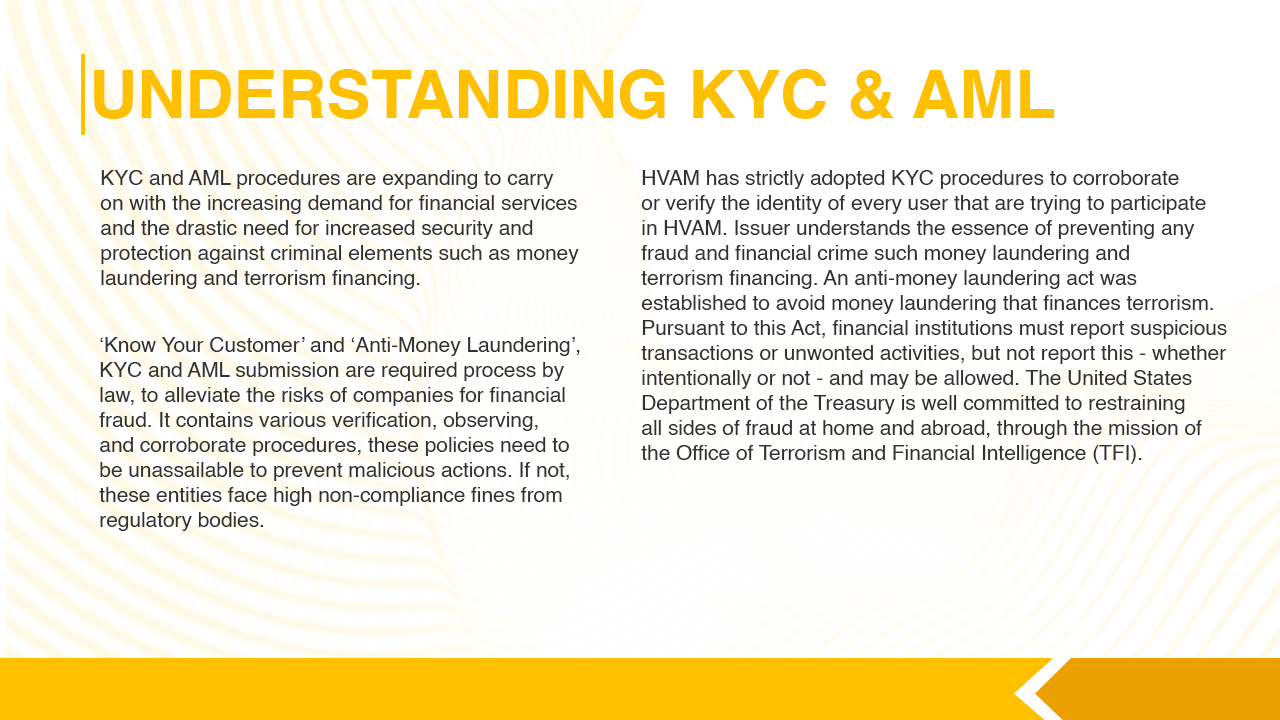 UNDERSTANDING KYC & AML
KYC and AML procedures are expanding to carry
on with the increasing demand for financial services
and the drastic need for increased security and
protection against criminal elements such as money
laundering and terrorism financing.
‘Know Your Customer’ and ‘Anti-Money Laundering’,
KYC and AML submission are required process by
law, to alleviate the risks of companies for financial
fraud. It contains various verification, observing,
and corroborate procedures, these policies need to
be unassailable to prevent malicious actions. If not,
these entities face high non-compliance fines from
regulatory bodies.
HVAM has strictly adopted KYC procedures to corroborate
or verify the identity of every user that are trying to participate
in HVAM. Issuer understands the essence of preventing any
fraud and financial crime such money laundering and
terrorism financing. An anti-money laundering act was
established to avoid money laundering that finances terrorism.
Pursuant to this Act, financial institutions must report suspicious
transactions or unwonted activities, but not report this - whether
intentionally or not - and may be allowed. The United States
Department of the Treasury is well committed to restraining
all sides of fraud at home and abroad, through the mission of
the Office of Terrorism and Financial Intelligence (TFI).